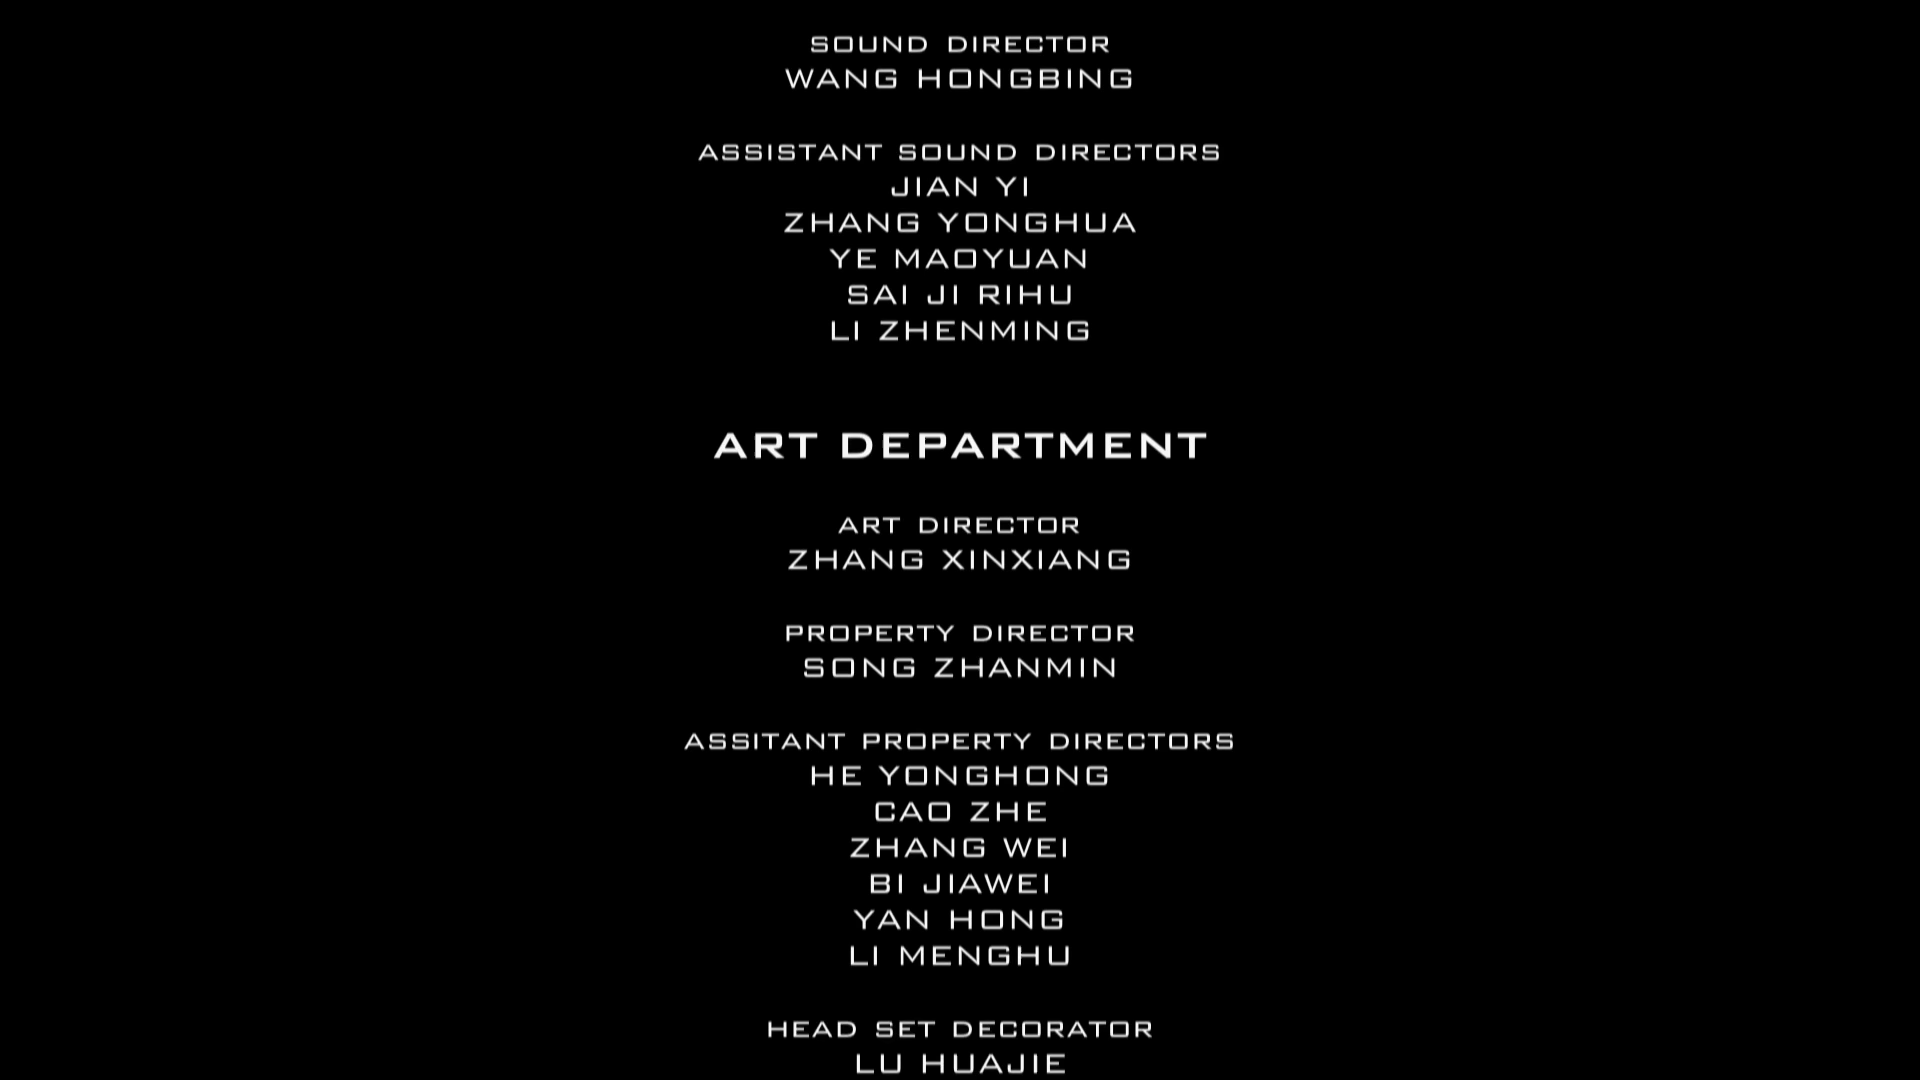 SOUND DIRECTOR
WANG HONGBING
ASSISTANT SOUND DIRECTORS
JIAN YI
ZHANG YONGHUA
YE MAOYUAN
SAI JI RIHU
LI ZHENMING
ART DEPARTMENT
ART DIRECTOR
ZHANG XINXIANG
PROPERTY DIRECTOR
SONG ZHANMIN
ASSITANT PROPERTY DIRECTORS
HE YONGHONG
CAO ZHE
ZHANG WEI
BI JIAWEI
YAN HONG
LI MENGHU
HEAD SET DECORATOR
LU HUAJIE